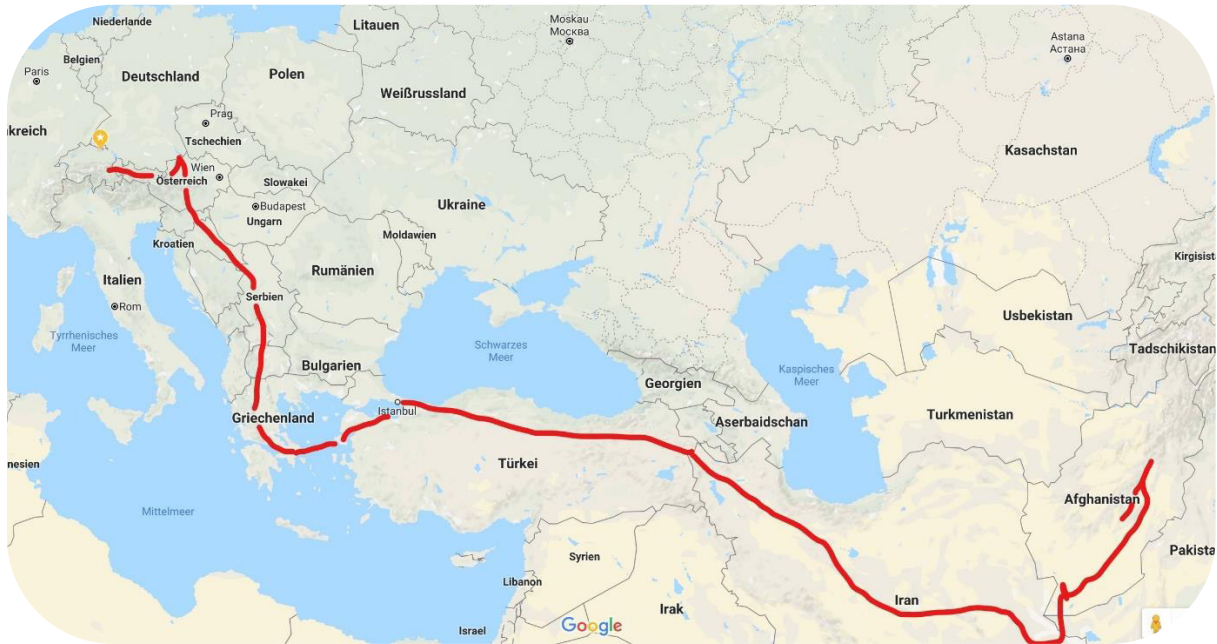 Niederlande
Litauen
Moskau
Москва
Astana
Астана
Belgien
Paris
Deutschland
Polen
Weißrussland
nkreich
Prag
Tschechien
Kasachstan
Wien
Österreich
Slowakei
Ukraine
Budapest
Ungarn
Moldawien
Kroatien
Rumänien
Kirgisista
Italien
Serbien
Rom
Usbekistan
Tyrrhenisches
Meer
Schwarzes
Meer
Kaspisches
Meer
Tadschikistan
Bulgarien
Georgien
Istanbul
Griechenland
Aserbaidschan
Turkmenistan
nesien
Türkei
Afghanistan
Mittelmeer
Syrien
Pakista
Libanon
Irak
Iran
Google
Israel